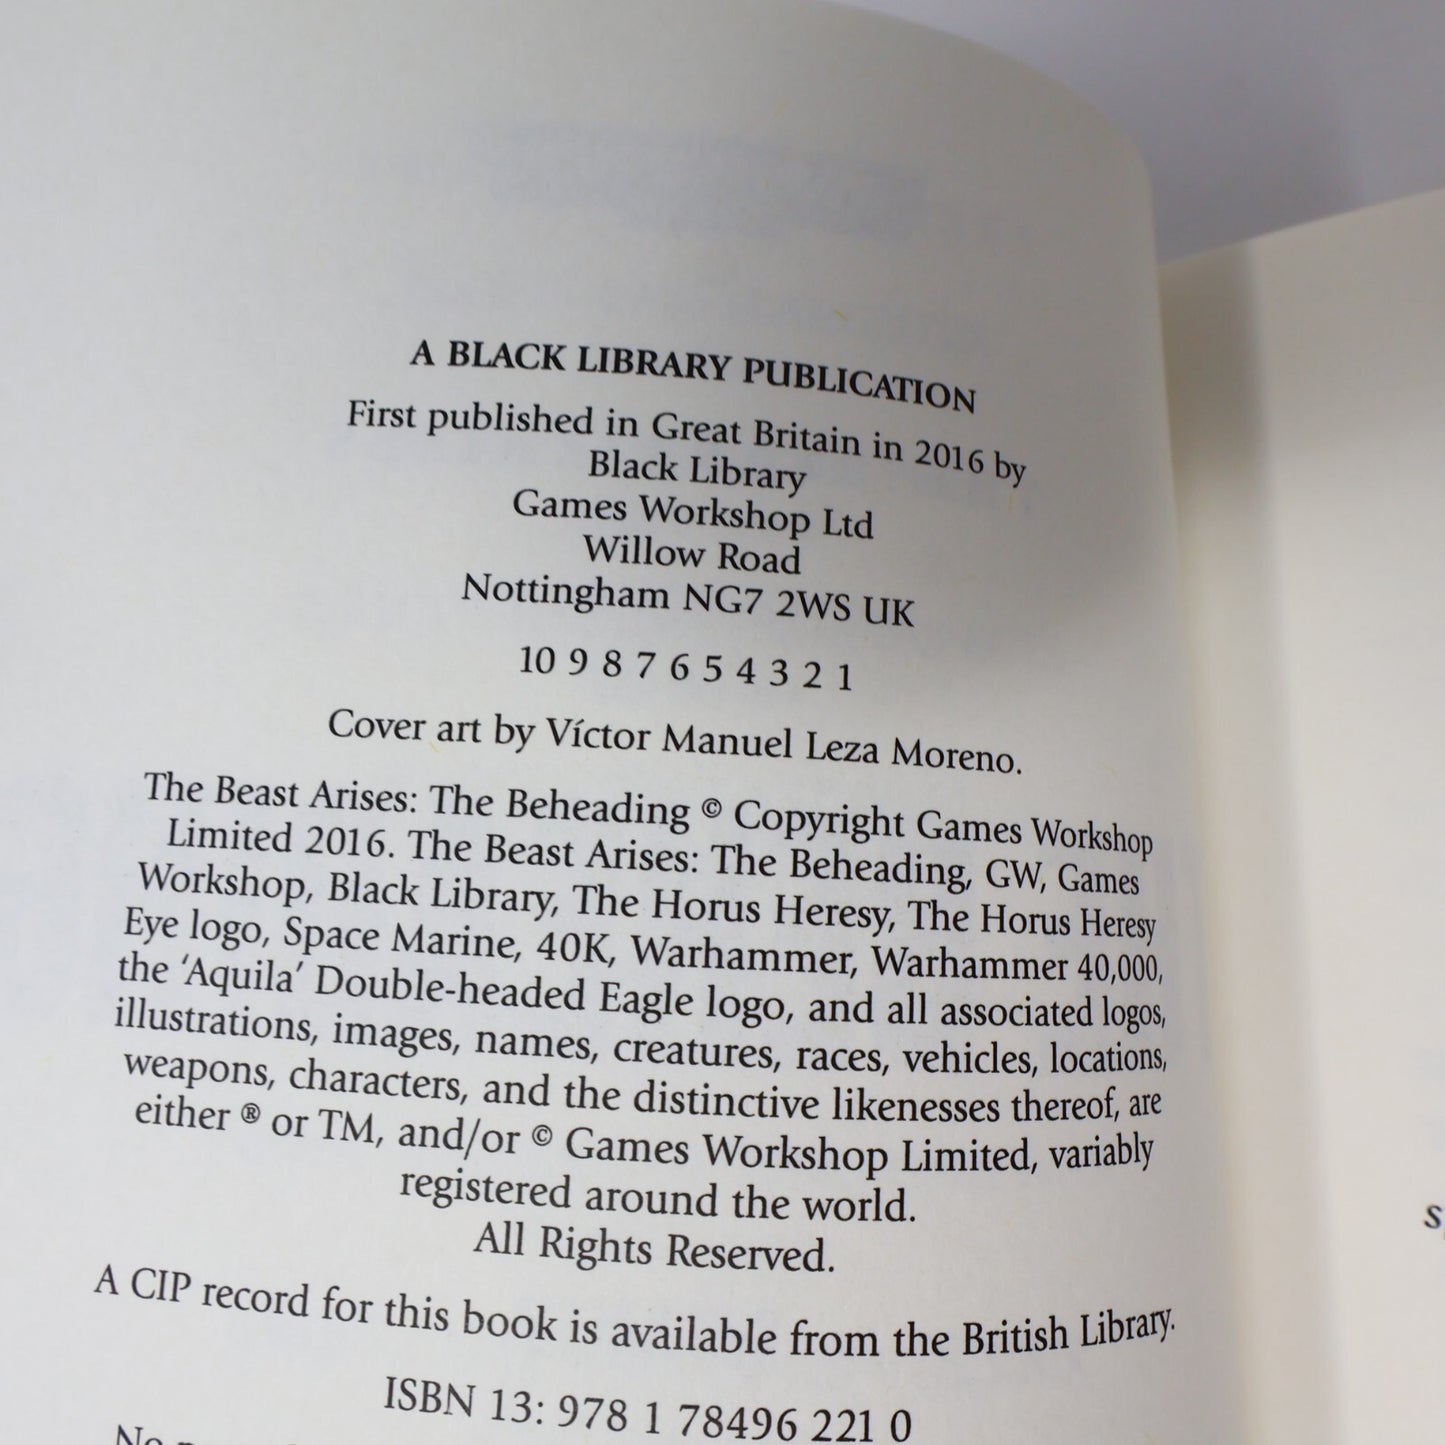 A BLACK LIBRARY PUBLICATION
First published in Great Britain in 2016 by
Black Library
Games Workshop Ltd
Willow Road
Nottingham NG7 2WS UK
10 9 8 7 6 5 4 3 2 1
Cover art by Víctor Manuel Leza Moreno.
The Beast Arises: The Beheading © Copyright Games Workshop
Limited 2016. The Beast Arises: The Beheading, GW, Games
Workshop, Black Library, The Horus Heresy, The Horus Heresy
Eye logo, Space Marine, 40K, Warhammer, Warhammer 40,000,
the ‘Aquila’ Double-headed Eagle logo, and all associated logos,
illustrations, images, names, creatures, races, vehicles, locations,
weapons, characters, and the distinctive likenesses thereof, are
either ® or TM, and/or © Games Workshop Limited, variably
registered around the world.
All Rights Reserved.
A CIP record for this book is available from the British Library.
ISBN 13: 978 1 78496 221 0
No